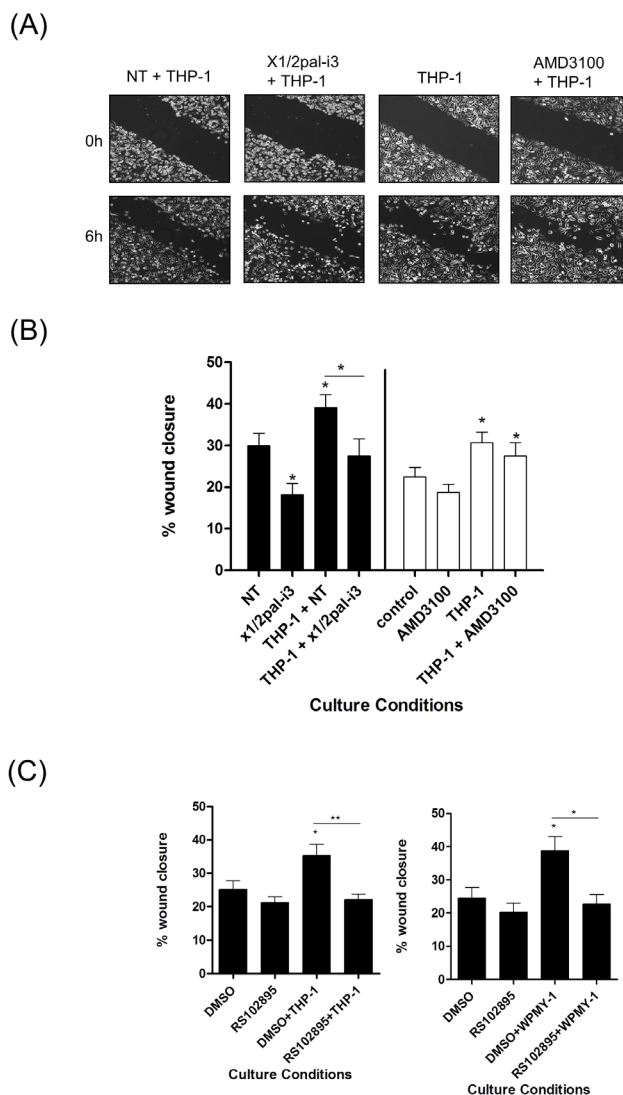 (A)
NT + THP-1
X1/2pal-i3
+ THP-1
THP-1
AMD3100
+ THP-1
0h
6h
(B)
% wound closure
50
40
30
20
10
0
*
*
*
*
*
NT
x1/2pal-i3
THP-1 + NT
THP-1 + x1/2pal-i3
control
AMD3100
THP-1
THP-1 + AMD3100
Culture Conditions
(C)
% wound closure
50
40
30
20
10
0
*
**
DMSO
RS102895
DMSO+THP-1
RS102895+THP-1
Culture Conditions
% wound closure
50
40
30
20
10
0
*
*
DMSO
RS102895
DMSO+WPMY-1
RS102895+WPMY-1
Culture Conditions